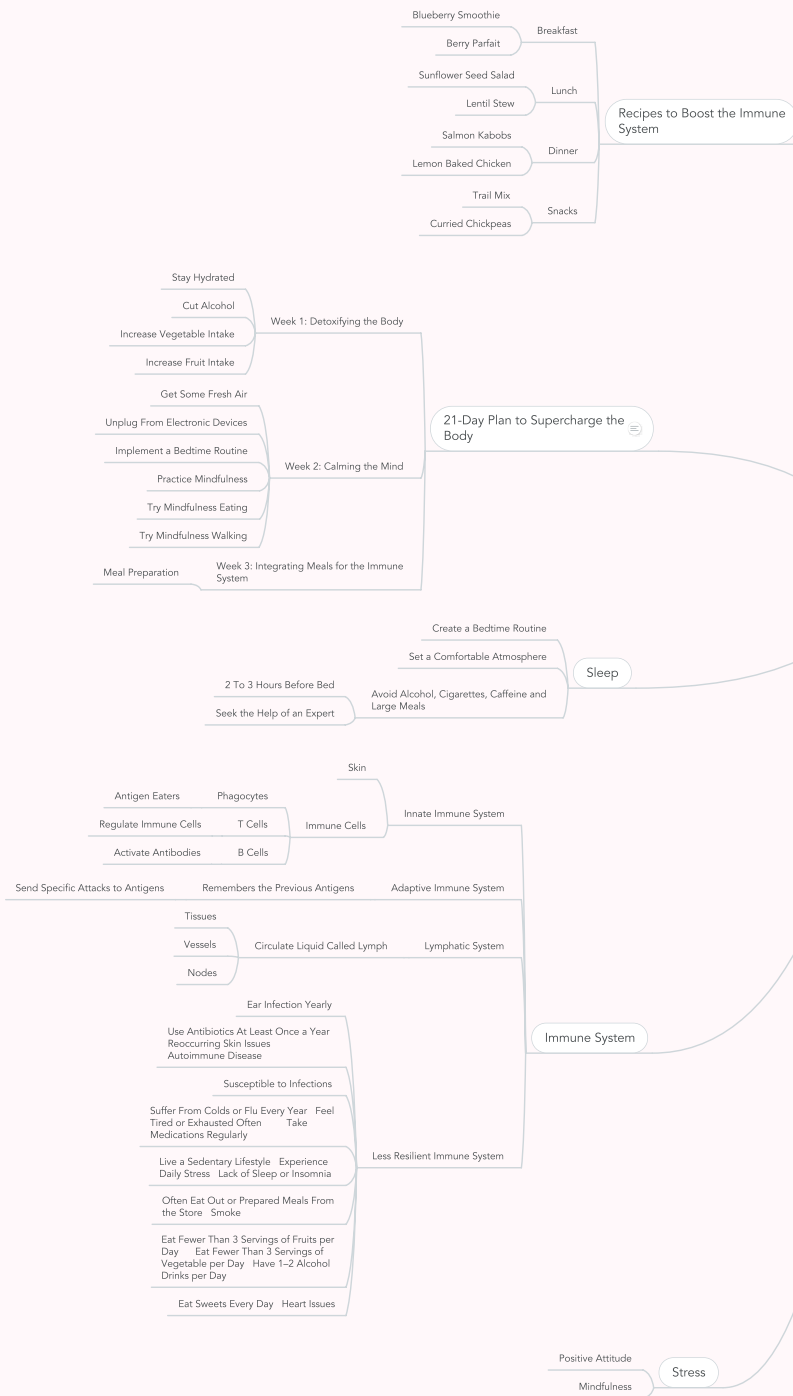 Blueberry Smoothie
Breakfast
Berry Parfait
Sunflower Seed Salad
Lunch
Lentil Stew
Recipes to Boost the Immune
System
Salmon Kabobs
Dinner
Lemon Baked Chicken
Trail Mix
Snacks
Curried Chickpeas
Stay Hydrated
Cut Alcohol
Week 1: Detoxifying the Body
Increase Vegetable Intake
Increase Fruit Intake
Get Some Fresh Air
21-Day Plan to Supercharge the
Body
Unplug From Electronic Devices
Implement a Bedtime Routine
Week 2: Calming the Mind
Practice Mindfulness
Try Mindfulness Eating
Try Mindfulness Walking
Week 3: Integrating Meals for the Immune
System
Meal Preparation
Create a Bedtime Routine
Set a Comfortable Atmosphere
Sleep
2 To 3 Hours Before Bed
Avoid Alcohol, Cigarettes, Caffeine and
Large Meals
Seek the Help of an Expert
Skin
Antigen Eaters Phagocytes
Innate Immune System
Regulate Immune Cells T Cells Immune Cells
Activate Antibodies B Cells
Send Specific Attacks to Antigens Remembers the Previous Antigens Adaptive Immune System
Tissues
Vessels Circulate Liquid Called Lymph Lymphatic System
Nodes
Ear Infection Yearly
Use Antibiotics At Least Once a Year
Reoccurring Skin Issues
Autoimmune Disease
Immune System
Susceptible to Infections
Suffer From Colds or Flu Every Year Feel
Tired or Exhausted Often Take
Medications Regularly
Less Resilient Immune System
Live a Sedentary Lifestyle Experience
Daily Stress Lack of Sleep or Insomnia
Often Eat Out or Prepared Meals From
the Store Smoke
Eat Fewer Than 3 Servings of Fruits per
Day Eat Fewer Than 3 Servings of
Vegetable per Day Have 1–2 Alcohol
Drinks per Day
Eat Sweets Every Day Heart Issues
Positive Attitude
Stress
Mindfulness